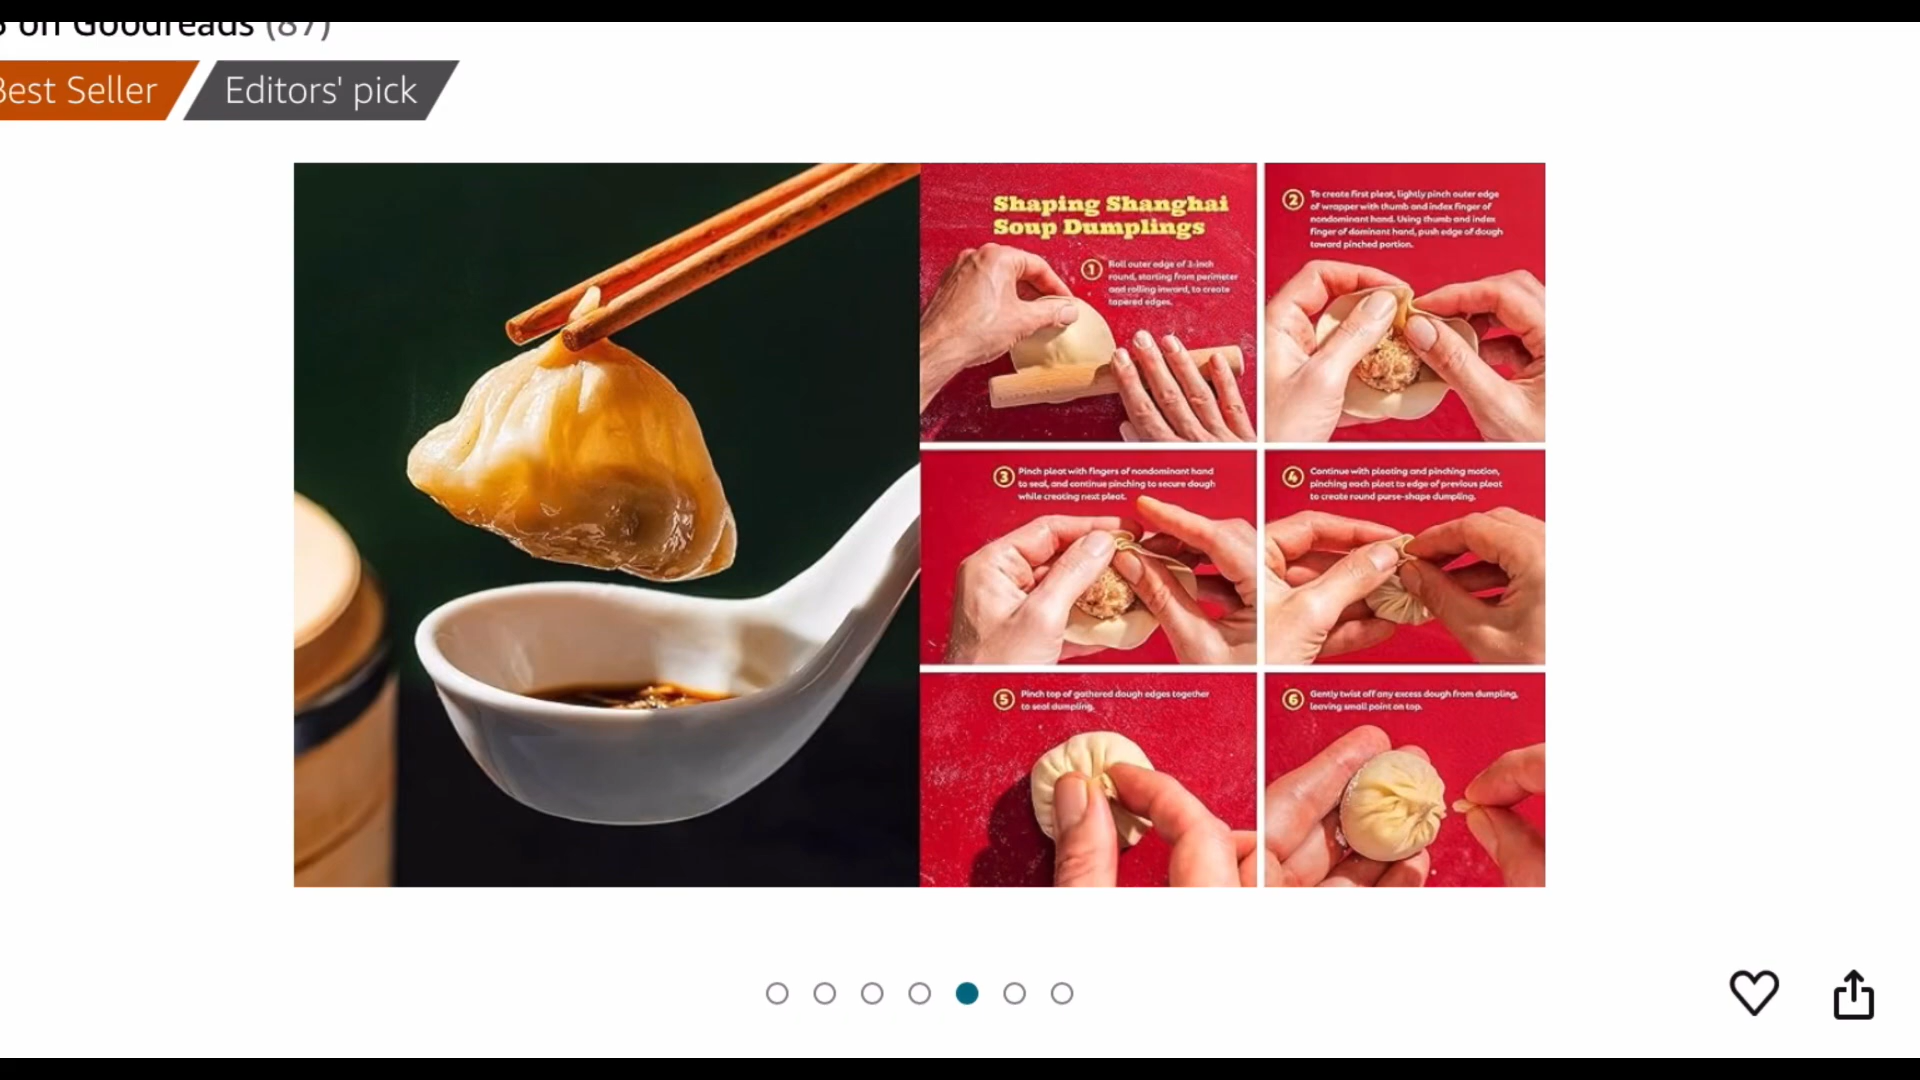 on Goodreads (87)
Best Seller
Editors' pick
Shaping Shanghai
Soup Dumplings
1
Roll outer edge of 3-inch
round, starting from perimeter
and rolling inward, to create
tapered edges.
2
To create first pleat, lightly pinch outer edge
of wrapper with thumb and index finger of
nondominant hand. Using thumb and index
finger of dominant hand, push edge of dough
toward pinched portion.
3
Pinch pleat with fingers of nondominant hand
to seal, and continue pinching to secure dough
while creating next pleat.
4
Continue with pleating and pinching motion,
pinching each pleat to edge of previous pleat
to create round purse-shape dumpling.
5
Pinch top of gathered dough edges together
to seal dumpling.
6
Gently twist off any excess dough from dumpling,
leaving small point on top.